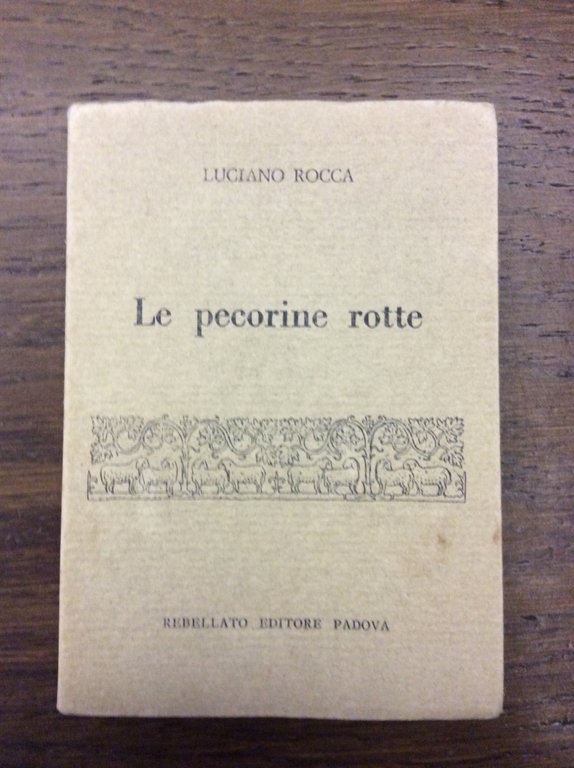 LUCIANO ROCCA
Le pecorine rotte
REBELLATO EDITORE PADOVA